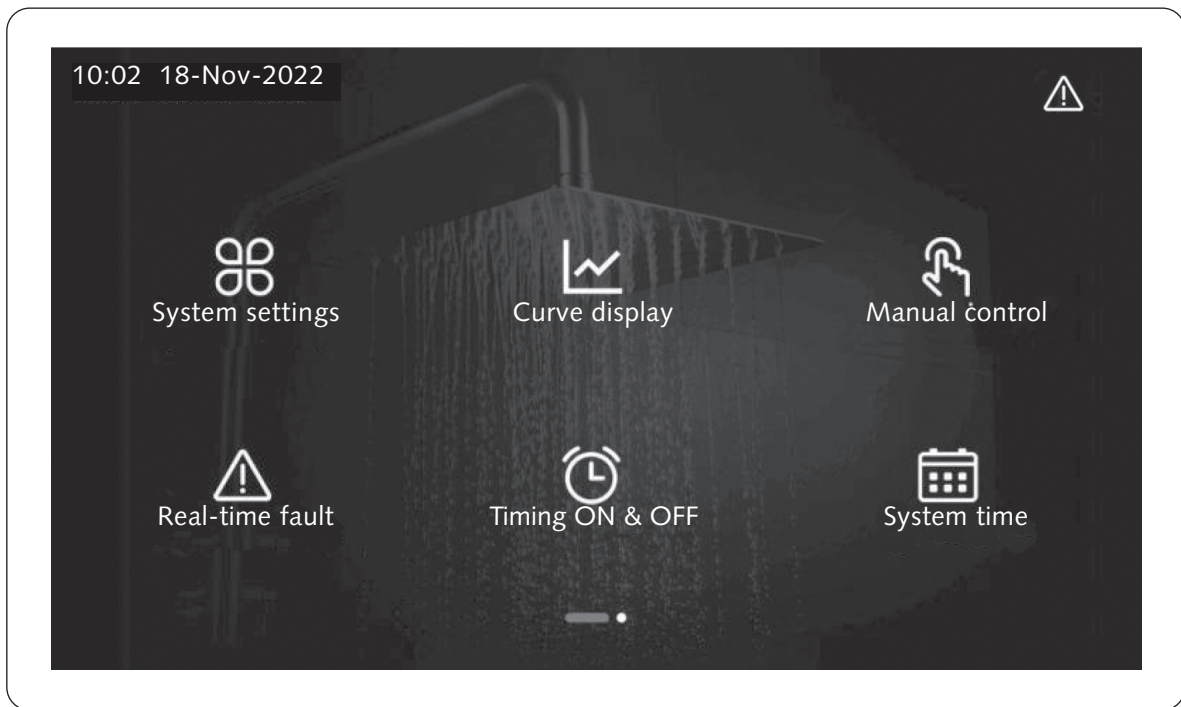 10:02 18-Nov-2022
System settings
Curve display
Manual control
Real-time fault
Timing ON & OFF
System time